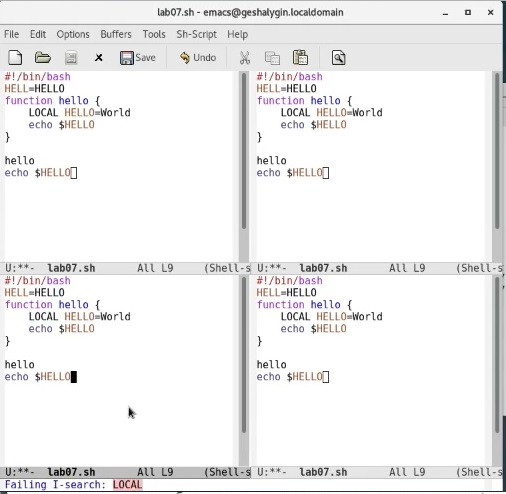 lab07.sh - emacs@geshalygin.localdomain
File Edit Options Buffers Tools Sh-Script Help
Save Undo
#!/bin/bash
HELL=HELLO
function hello {
    LOCAL HELLO=World
    echo $HELLO
}
hello
echo $HELLO
U:**- lab07.sh All L9 (Shell-s
#!/bin/bash
HELL=HELLO
function hello {
    LOCAL HELLO=World
    echo $HELLO
}
hello
echo $HELLO
U:**- lab07.sh All L9 (Shell-s
#!/bin/bash
HELL=HELLO
function hello {
    LOCAL HELLO=World
    echo $HELLO
}
hello
echo $HELLO
U:**- lab07.sh All L9 (Shell-s
#!/bin/bash
HELL=HELLO
function hello {
    LOCAL HELLO=World
    echo $HELLO
}
hello
echo $HELLO
U:**- lab07.sh All L9 (Shell-s
Failing I-search: LOCAL